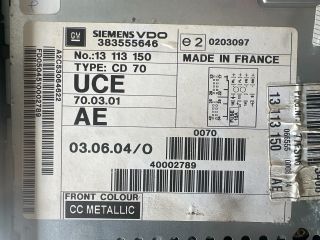 GM SIEMENS VDO
383555646
e2 0203097
No.:13 113 150
TYPE: CD 70
MADE IN FRANCE
UCE
70.03.01
AE
0070
03.06.04/O
40002789
FRONT COLOUR
CC METALLIC
A2C53064622
13 113 150
AE